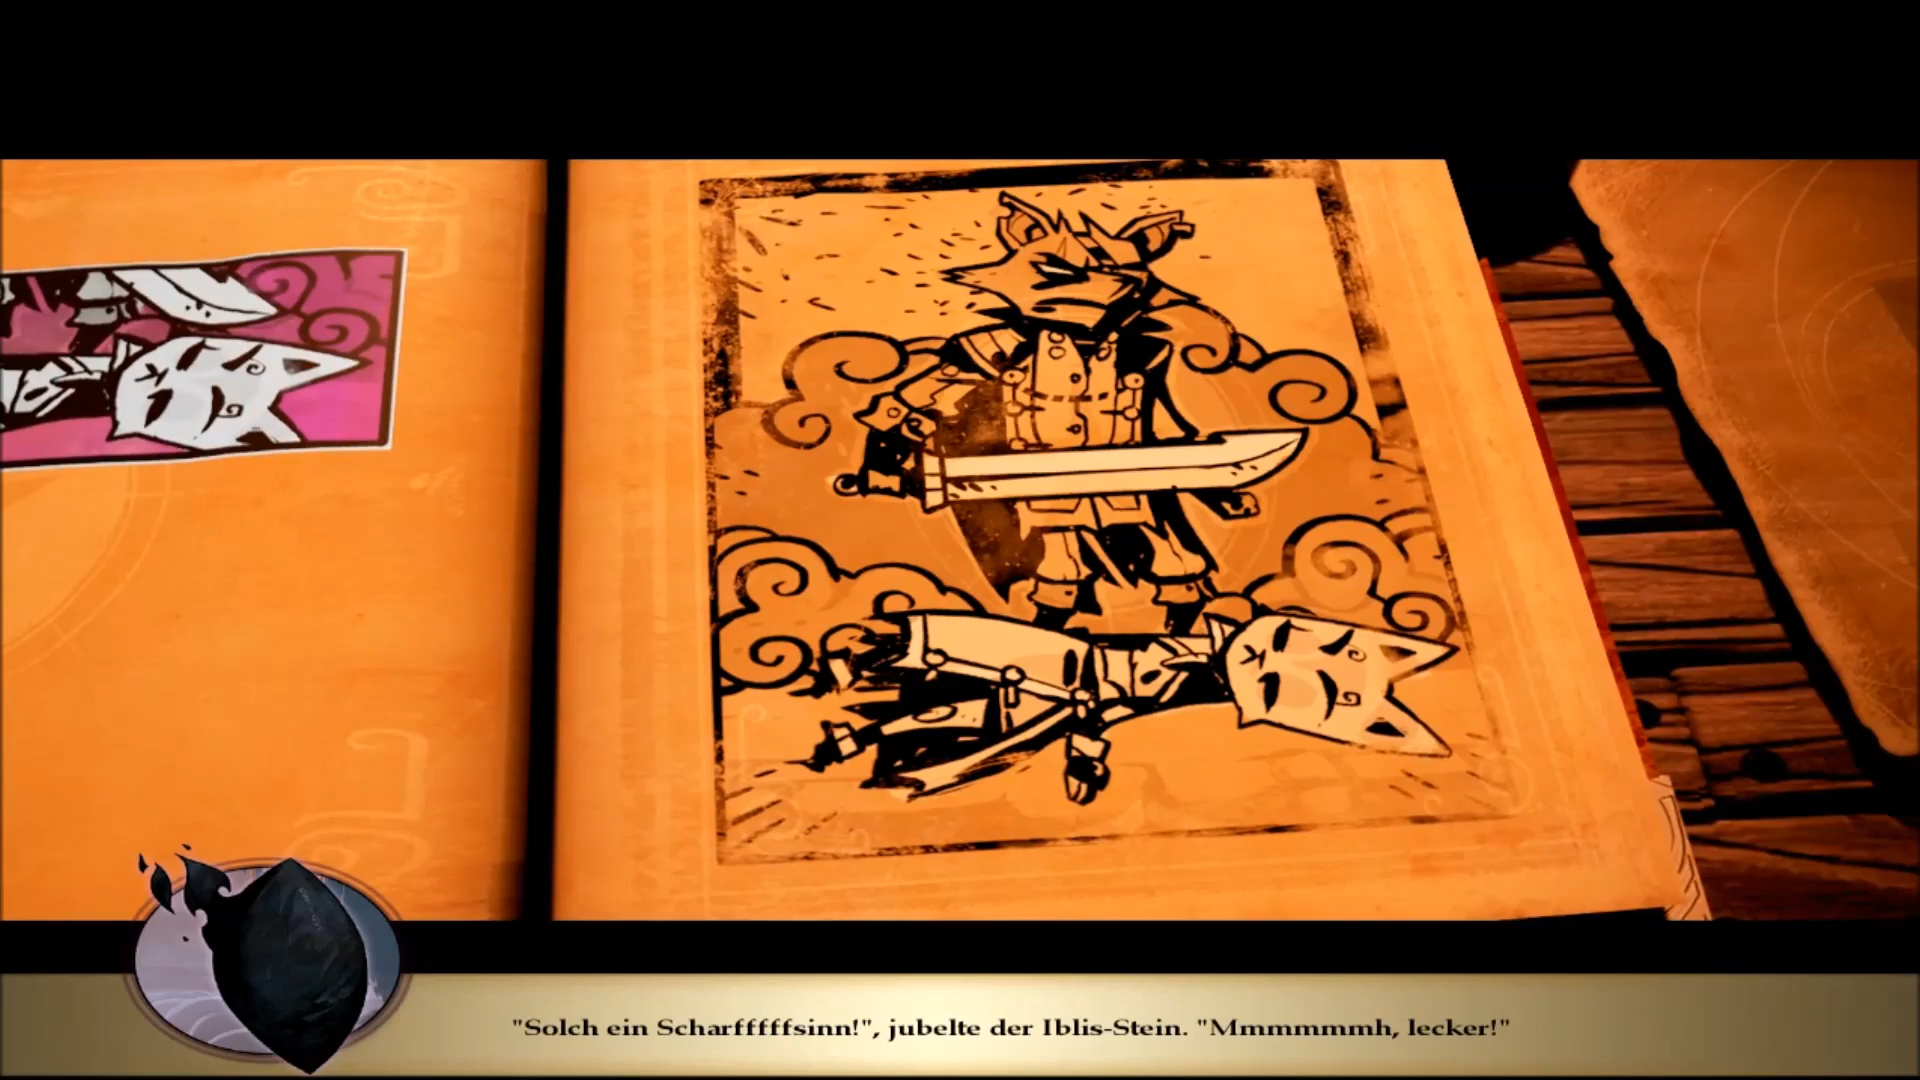 "Solch ein Scharfffffsinn!", jubelte der Iblis-Stein. "Mmmmmmh, lecker!"